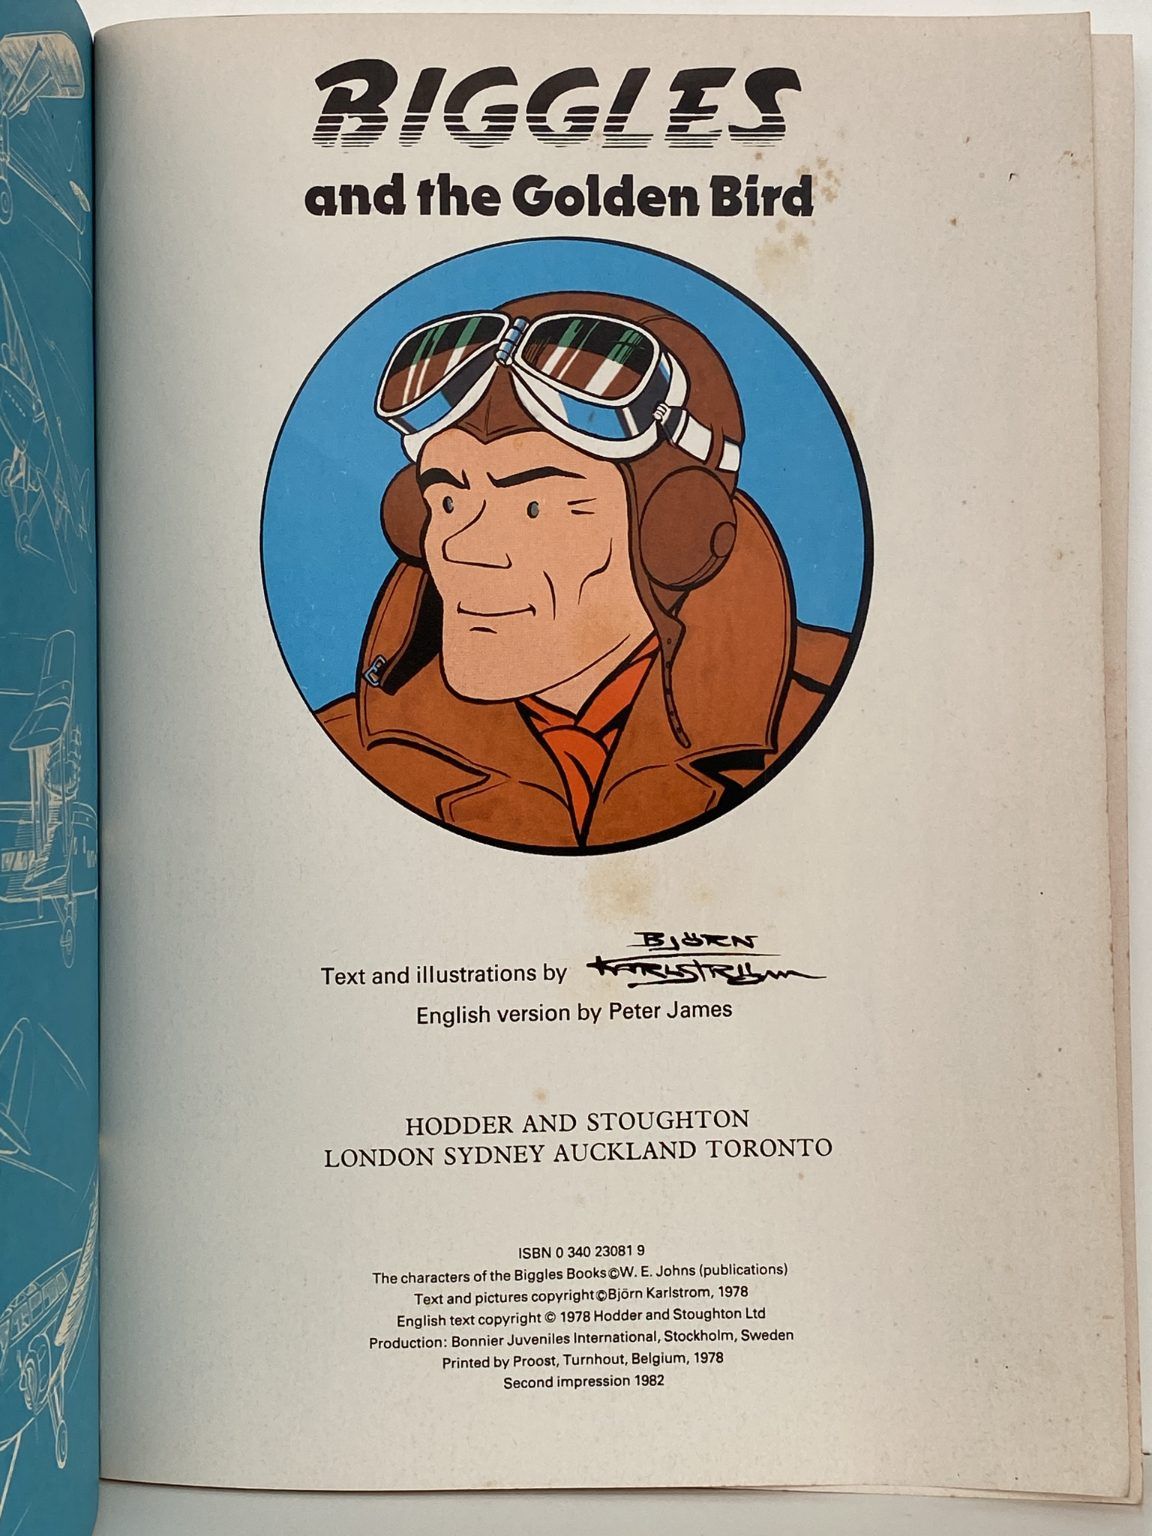 BIGGLES
and the Golden Bird
Text and illustrations by BJÖRN KARLSTRÖM
English version by Peter James
HODDER AND STOUGHTON
LONDON SYDNEY AUCKLAND TORONTO
ISBN 0 340 23081 9
The characters of the Biggles Books©W. E. Johns (publications)
Text and pictures copyright©Björn Karlstrom, 1978
English text copyright © 1978 Hodder and Stoughton Ltd
Production: Bonnier Juveniles International, Stockholm, Sweden
Printed by Proost, Turnhout, Belgium, 1978
Second impression 1982